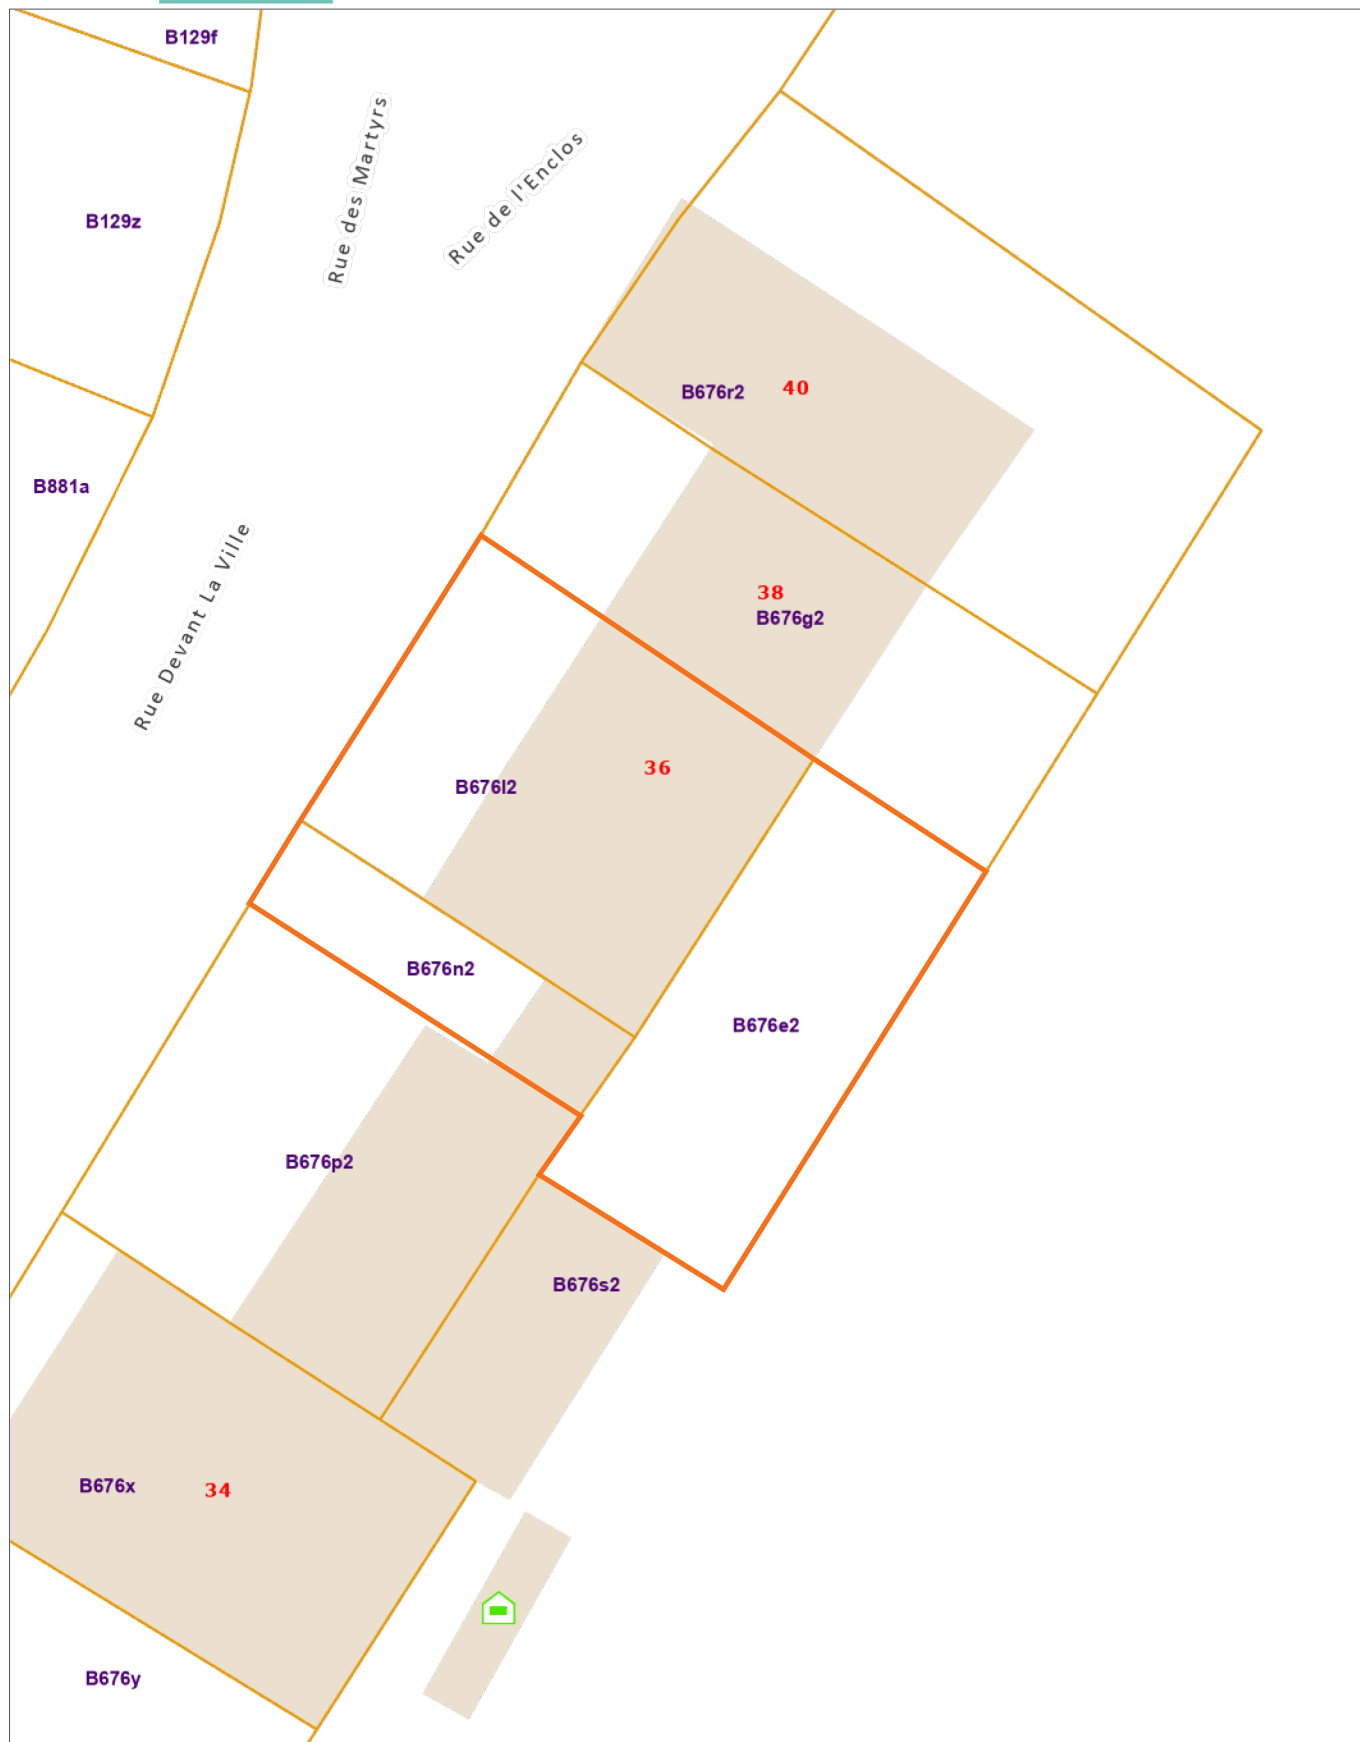 B129f
Rue des Martyrs
Rue de l'Enclos
B129z
B676r2
40
B881a
38
B676g2
Rue Devant La Ville
36
B676l2
B676n2
B676e2
B676p2
B676s2
B676x
34
B676y